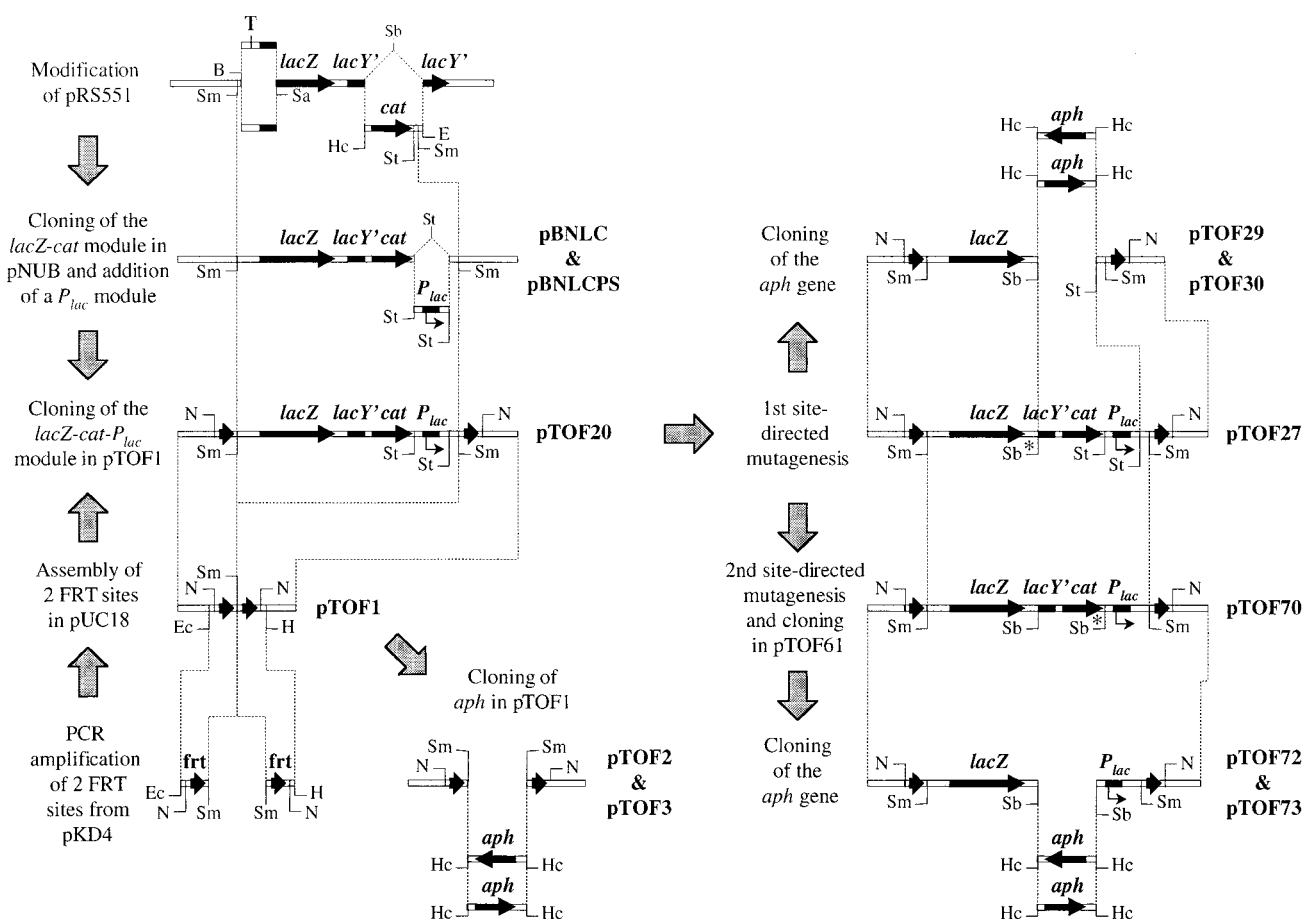 T
Sb
lacZ lacY' lacY'
B
Modification
of pRS551
Sm
Sa
cat
E
Hc
Sm
St
Cloning of the
lacZ-cat module in
pNUB and addition
of a Plac module
St
lacZ lacY' cat
pBNLC
&
pBNLCPS
Sm
Sm
Plac
St
St
Cloning of the
lacZ-cat-Plac
module in pTOF1
N
lacZ lacY' cat Plac
N
pTOF20
Sm
St
St
Sm
Assembly of
2 FRT sites
in pUC18
Sm
N
N
pTOF1
Ec
H
PCR
amplification
of 2 FRT
sites from
pKD4
frt
frt
Ec
N
Sm
Sm
N
H
Cloning of
aph in pTOF1
Sm
Sm
N
N
pTOF2
&
pTOF3
aph
Hc
Hc
aph
Hc
Hc
aph
Hc
Hc
aph
Hc
Hc
Cloning
of the
aph gene
N
lacZ
N
pTOF29
&
pTOF30
Sm
Sb
Sm
St
1st site-
directed
mutagenesis
N
lacZ lacY' cat Plac
N
pTOF27
Sm
Sb
*
St
St
Sm
2nd site-directed
mutagenesis
and cloning
in pTOF61
N
lacZ lacY' cat Plac
N
pTOF70
Sm
Sb
Sb
*
Sm
Cloning
of the
aph gene
N
lacZ
Plac
N
pTOF72
&
pTOF73
Sm
Sb
Sb
Sm
aph
Hc
Hc
aph
Hc
Hc